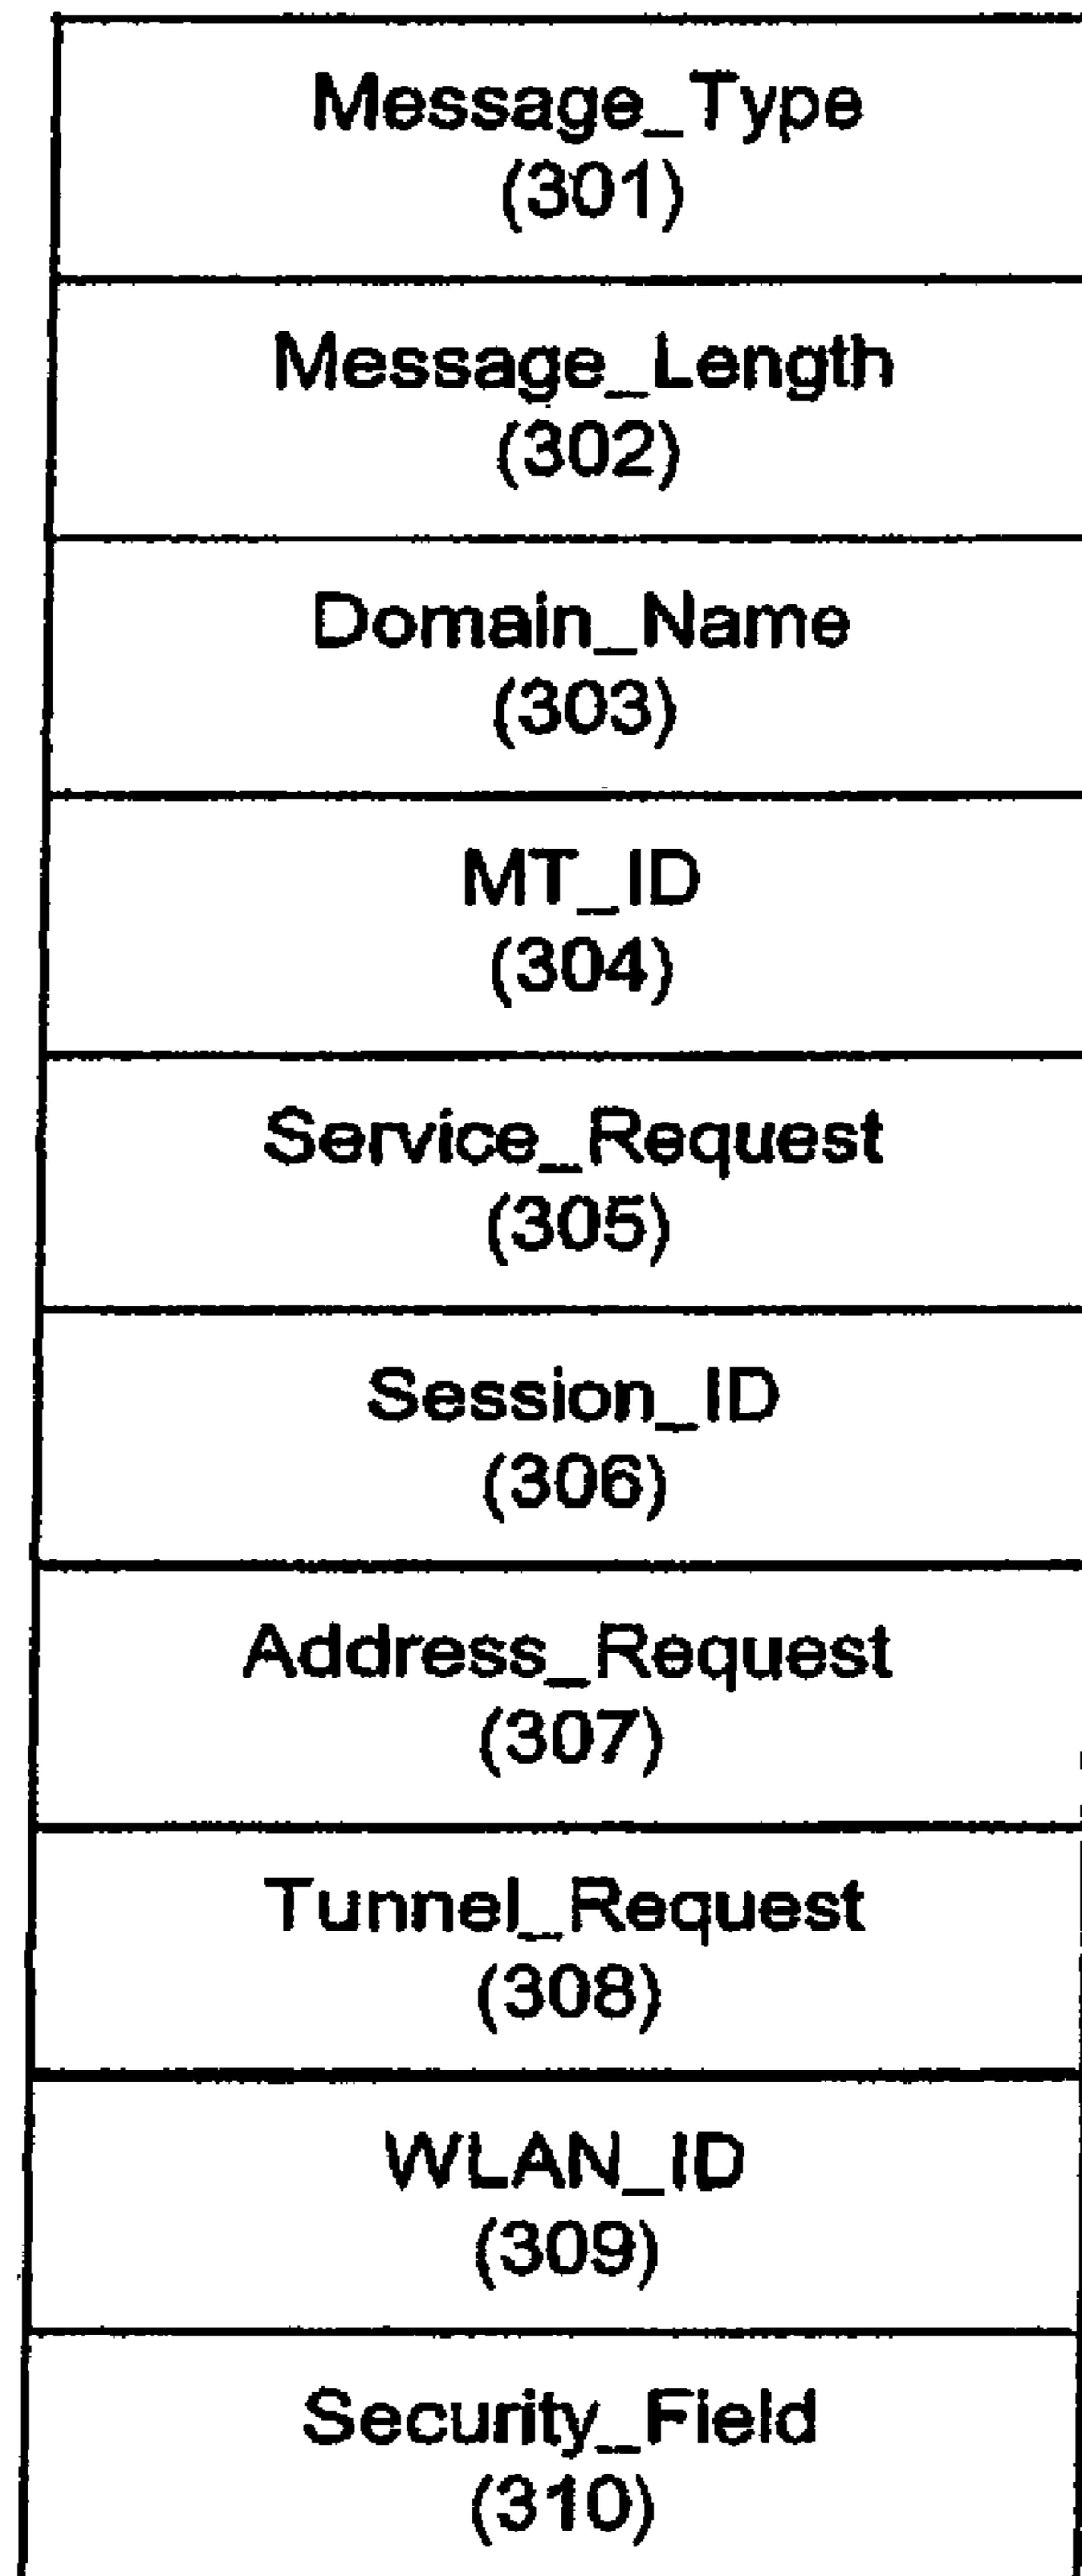 Message_Type
(301)
Message_Length
(302)
Domain_Name
(303)
MT_ID
(304)
Service_Request
(305)
Session_ID
(306)
Address_Request
(307)
Tunnel_Request
(308)
WLAN_ID
(309)
Security_Field
(310)